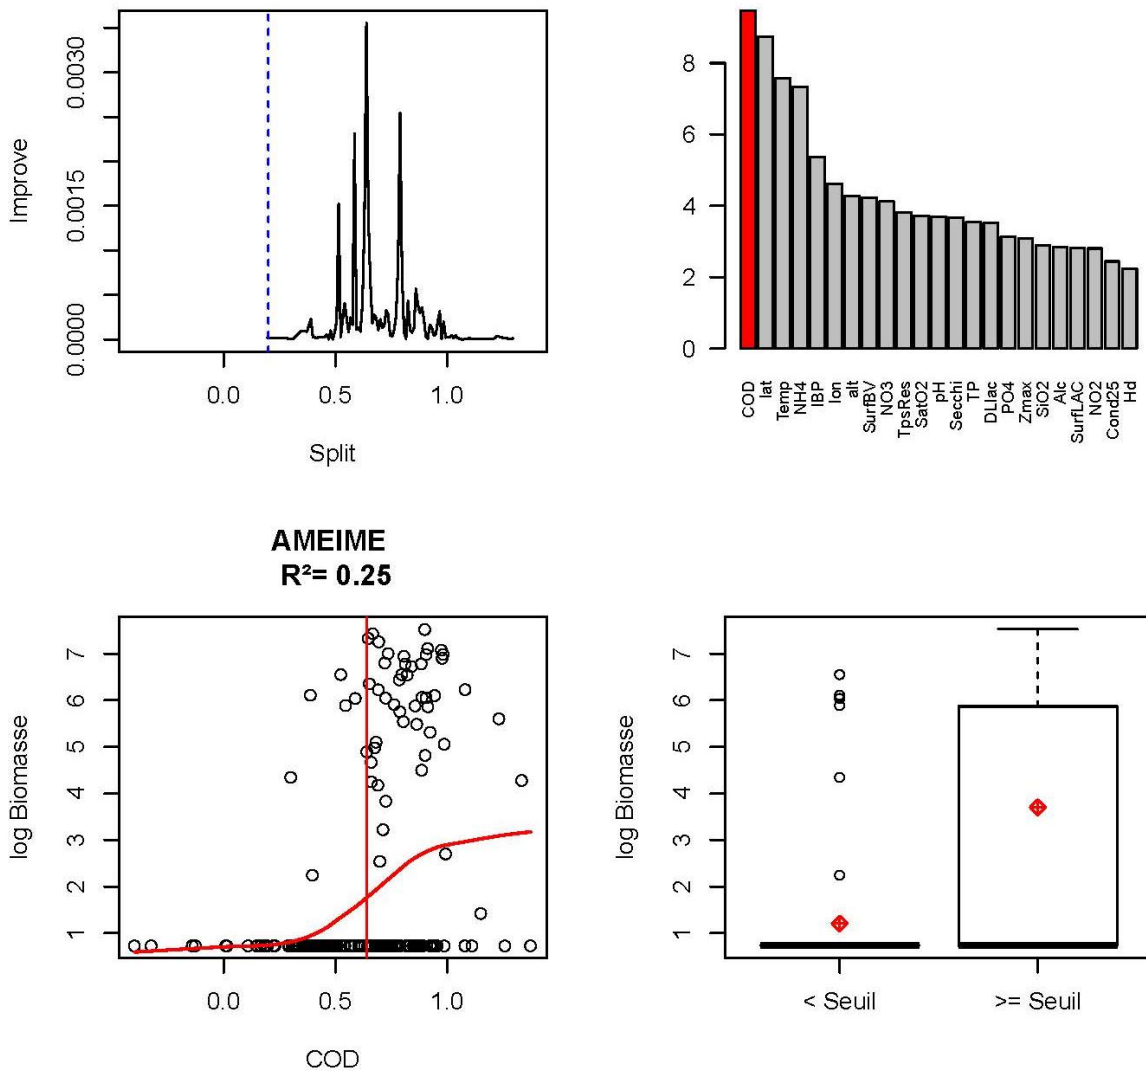 Improve
0.0030
0.0015
0.0000
0.0 0.5 1.0
Split
8
6
4
2
0
COD lat Temp NH4 IBP lon alt SurfBV NO3 TpsRes SatO2 pH Secchi TP DLlac PO4 Zmax SiO2 Alc SurfLAC NO2 Cond25 Hd
AMEIME
R²= 0.25
log Biomasse
7
6
5
4
3
2
1
0.0 0.5 1.0
COD
log Biomasse
7
6
5
4
3
2
1
< Seuil >= Seuil